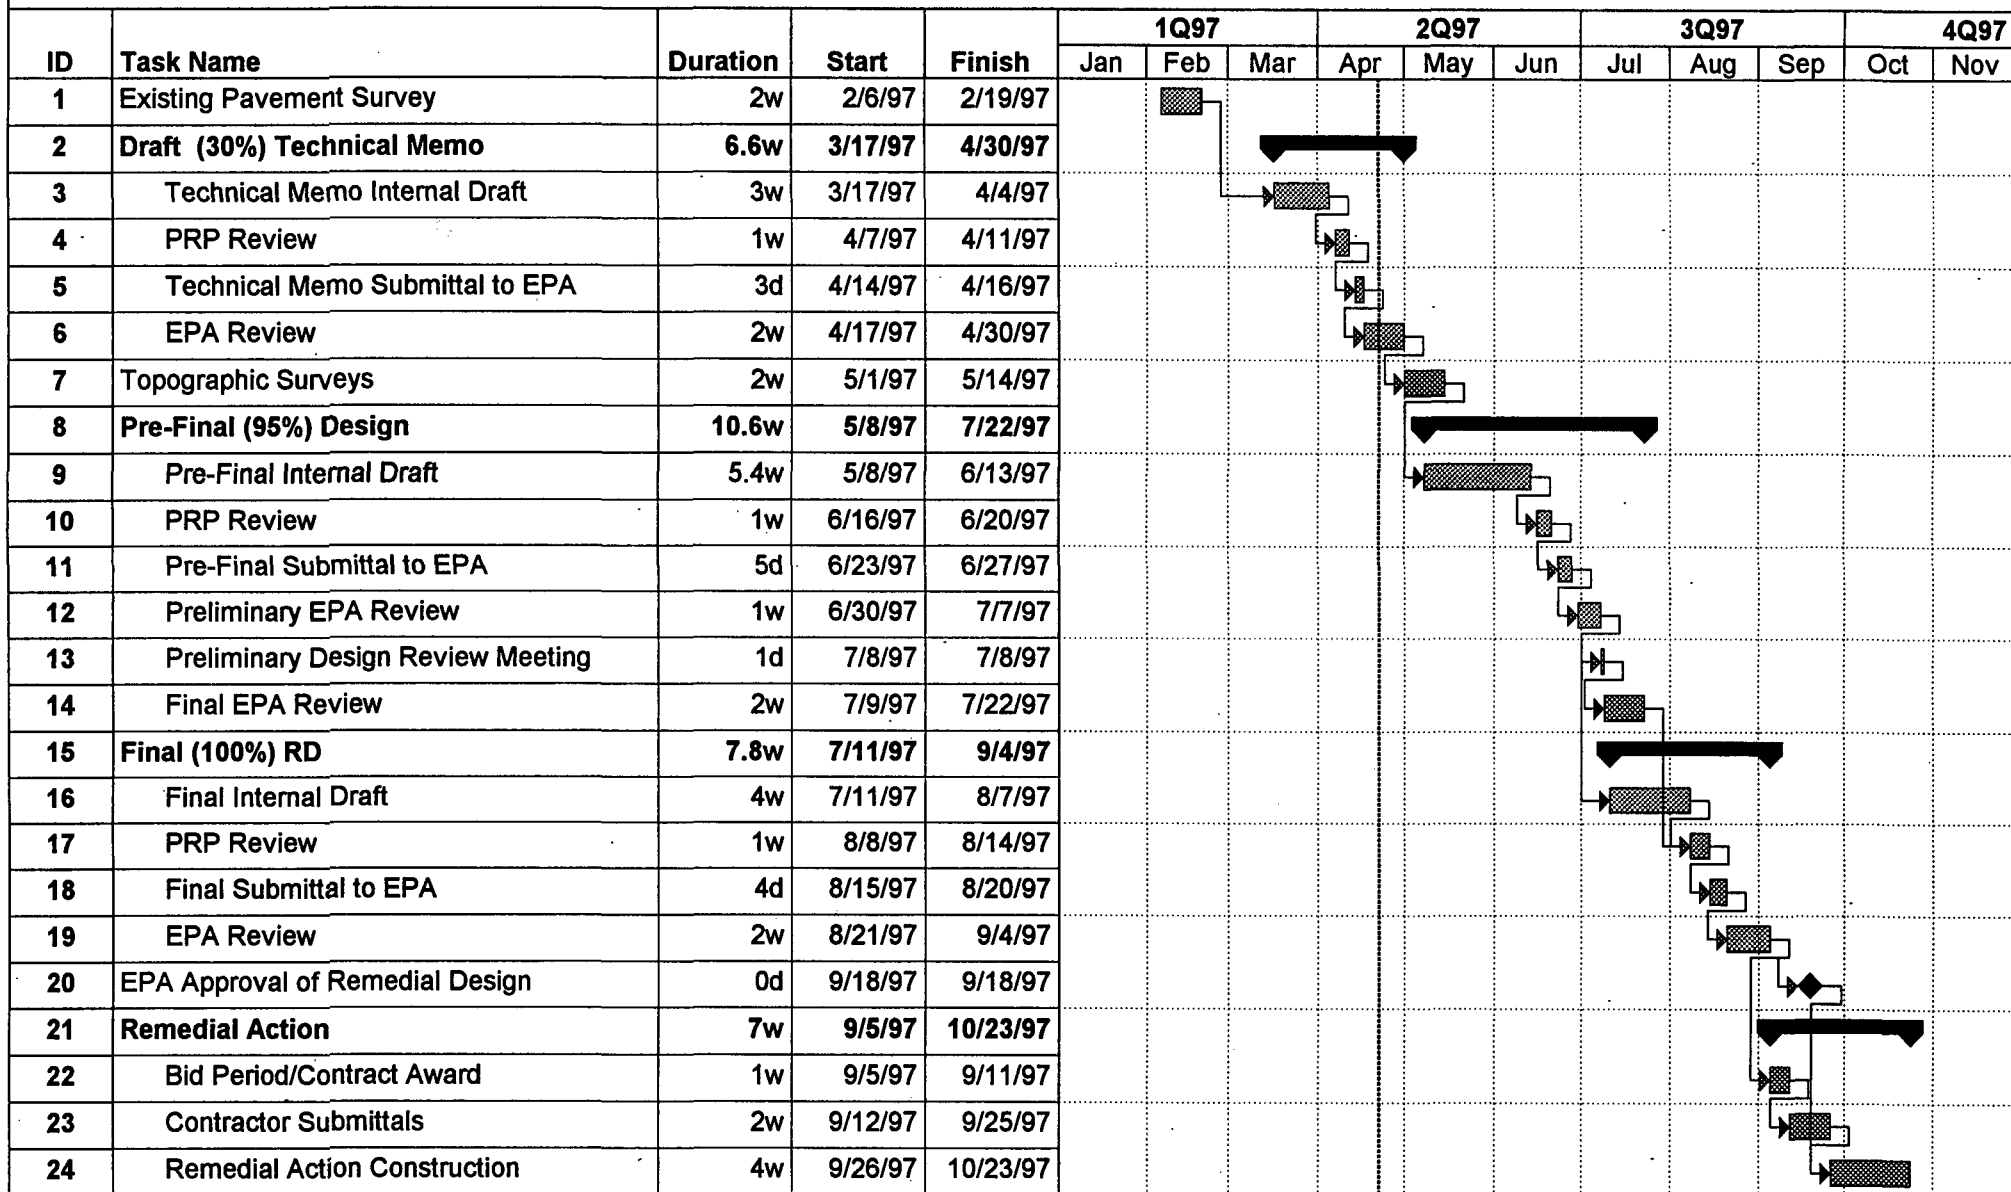 1Q97 2Q97 3Q97 4Q97
ID Task Name Duration Start Finish Jan Feb Mar Apr May Jun Jul Aug Sep Oct Nov
1 Existing Pavement Survey 2w 2/6/97 2/19/97
2 Draft (30%) Technical Memo 6.6w 3/17/97 4/30/97
3 Technical Memo Internal Draft 3w 3/17/97 4/4/97
4 PRP Review 1w 4/7/97 4/11/97
5 Technical Memo Submittal to EPA 3d 4/14/97 4/16/97
6 EPA Review 2w 4/17/97 4/30/97
7 Topographic Surveys 2w 5/1/97 5/14/97
8 Pre-Final (95%) Design 10.6w 5/8/97 7/22/97
9 Pre-Final Internal Draft 5.4w 5/8/97 6/13/97
10 PRP Review 1w 6/16/97 6/20/97
11 Pre-Final Submittal to EPA 5d 6/23/97 6/27/97
12 Preliminary EPA Review 1w 6/30/97 7/7/97
13 Preliminary Design Review Meeting 1d 7/8/97 7/8/97
14 Final EPA Review 2w 7/9/97 7/22/97
15 Final (100%) RD 7.8w 7/11/97 9/4/97
16 Final Internal Draft 4w 7/11/97 8/7/97
17 PRP Review 1w 8/8/97 8/14/97
18 Final Submittal to EPA 4d 8/15/97 8/20/97
19 EPA Review 2w 8/21/97 9/4/97
20 EPA Approval of Remedial Design 0d 9/18/97 9/18/97
21 Remedial Action 7w 9/5/97 10/23/97
22 Bid Period/Contract Award 1w 9/5/97 9/11/97
23 Contractor Submittals 2w 9/12/97 9/25/97
24 Remedial Action Construction 4w 9/26/97 10/23/97